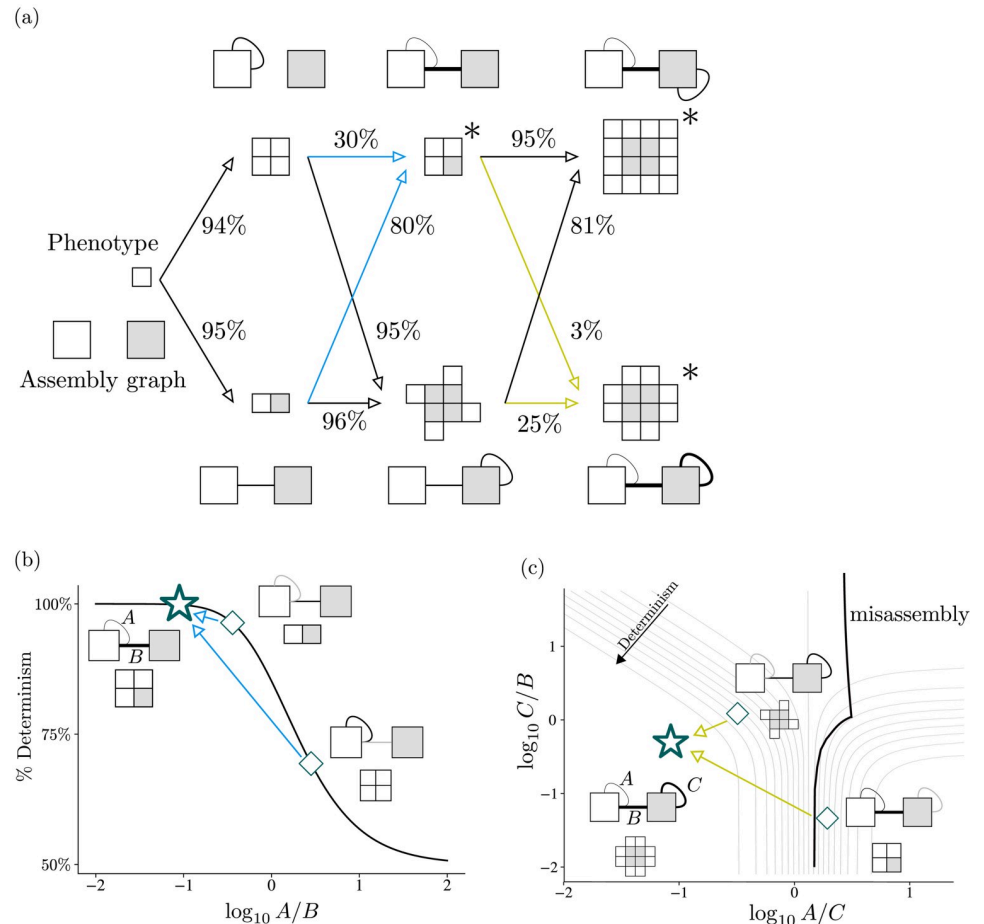 (a)
30%
*
95%
*
94%
80%
81%
Phenotype
95%
95%
3%
Assembly graph
96%
25%
*
(b)
100%
A
B
75%
50%
% Determinism
−2
−1
0
1
2
log₁₀ A/B
(c)
misassembly
Determinism
1
0
−1
−2
log₁₀ C/B
A
B
C
−2
−1
0
1
log₁₀ A/C